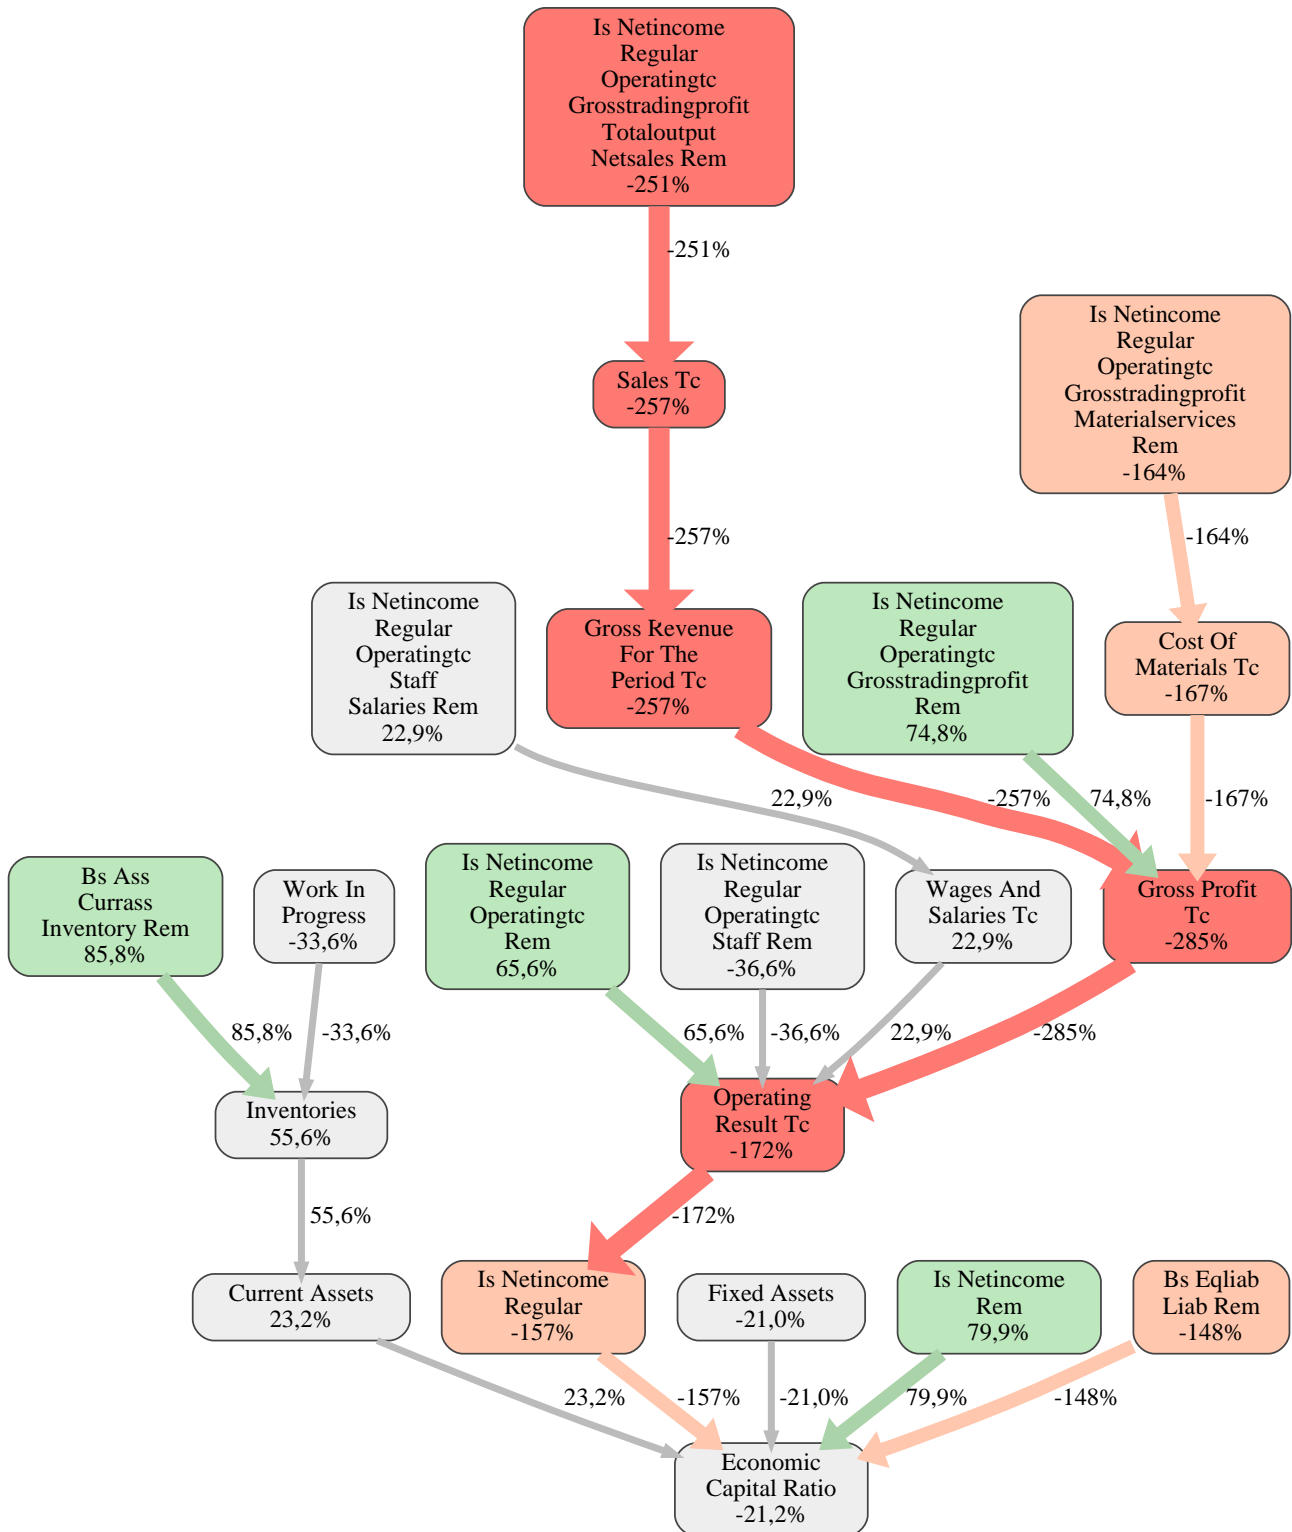 Is Netincome
Regular
Operatingtc
Grosstradingprofit
Totaloutput
Netsales Rem
-251%
-251%
Is Netincome
Regular
Operatingtc
Grosstradingprofit
Materialservices
Rem
-164%
Sales Tc
-257%
-164%
-257%
Is Netincome
Regular
Operatingtc
Staff
Salaries Rem
22,9%
Gross Revenue
For The
Period Tc
-257%
Is Netincome
Regular
Operatingtc
Grosstradingprofit
Rem
74,8%
Cost Of
Materials Tc
-167%
22,9%
-257%
74,8%
-167%
Bs Ass
Currass
Inventory Rem
85,8%
Work In
Progress
-33,6%
Is Netincome
Regular
Operatingtc
Rem
65,6%
Is Netincome
Regular
Operatingtc
Staff Rem
-36,6%
Wages And
Salaries Tc
22,9%
Gross Profit
Tc
-285%
85,8%
-33,6%
65,6%
-36,6%
22,9%
-285%
Inventories
55,6%
Operating
Result Tc
-172%
55,6%
-172%
Current Assets
23,2%
Is Netincome
Regular
-157%
Fixed Assets
-21,0%
Is Netincome
Rem
79,9%
Bs Eqliab
Liab Rem
-148%
23,2%
-157%
-21,0%
79,9%
-148%
Economic
Capital Ratio
-21,2%